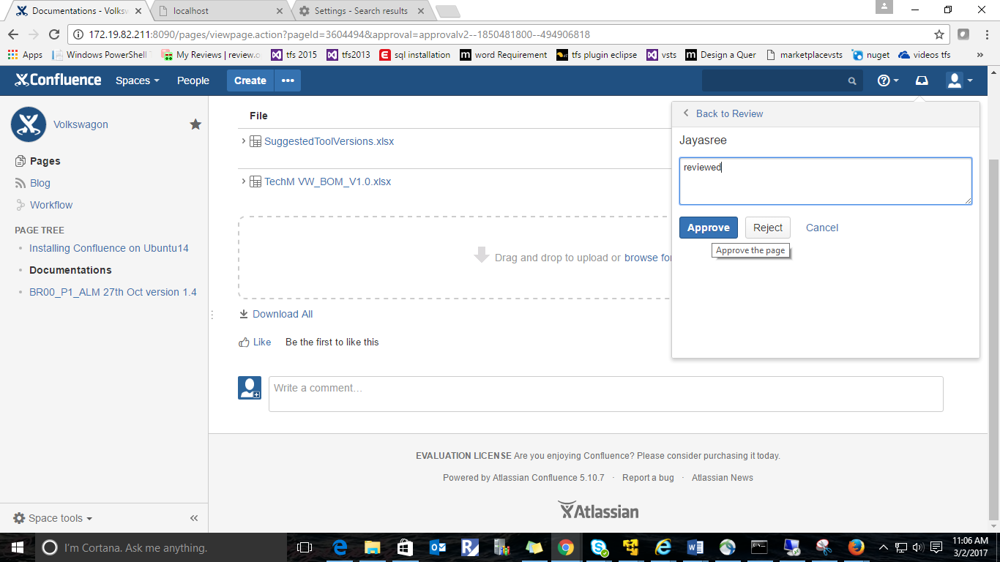 Documentations - Volksw
localhost
Settings - Search results
172.19.82.211:8090/pages/viewpage.action?pageId=3604494&approval=approvalv2--1850481800--494906818
Apps
Windows PowerShell T
My Reviews | review.o
tfs 2015
tfs2013
sql installation
word Requirement
tfs plugin eclipse
vsts
Design a Quer
marketplacevsts
nuget
videos tfs
»
Confluence
Spaces
People
Create
•••
Volkswagon
Pages
Blog
Workflow
PAGE TREE
Installing Confluence on Ubuntu14
Documentations
BR00_P1_ALM 27th Oct version 1.4
Space tools
File
SuggestedToolVersions.xlsx
TechM VW_BOM_V1.0.xlsx
Drag and drop to upload or browse for
Download All
Like Be the first to like this
Write a comment…
Back to Review
Jayasree
reviewed
Approve
Reject
Cancel
Approve the page
EVALUATION LICENSE Are you enjoying Confluence? Please consider purchasing it today.
Powered by Atlassian Confluence 5.10.7 · Report a bug · Atlassian News
Atlassian
I'm Cortana. Ask me anything.
11:06 AM
3/2/2017